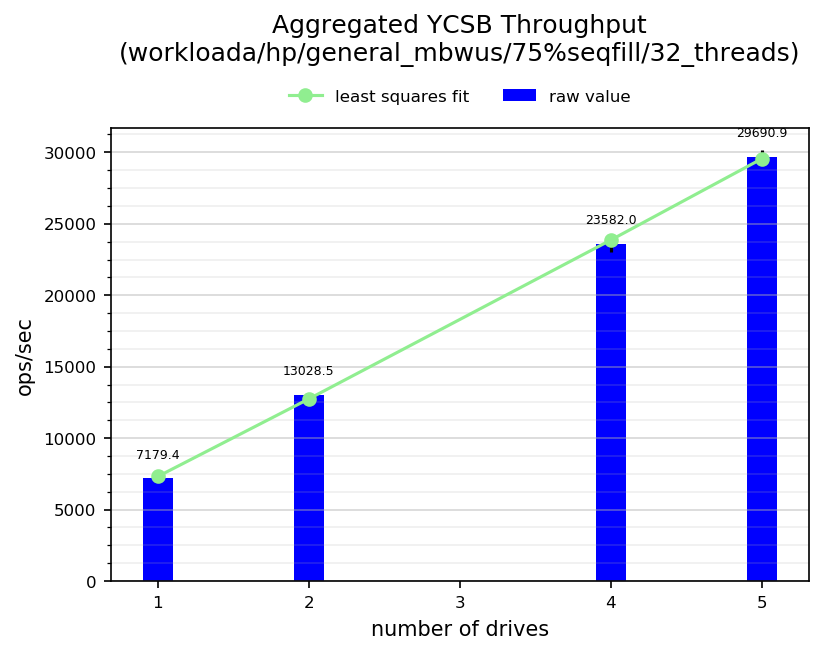 Aggregated YCSB Throughput
(workloada/hp/general_mbwus/75%seqfill/32_threads)
least squares fit
raw value
29690.9
30000
23582.0
25000
20000
ops/sec
15000
13028.5
10000
7179.4
5000
0
1
2
3
4
5
number of drives